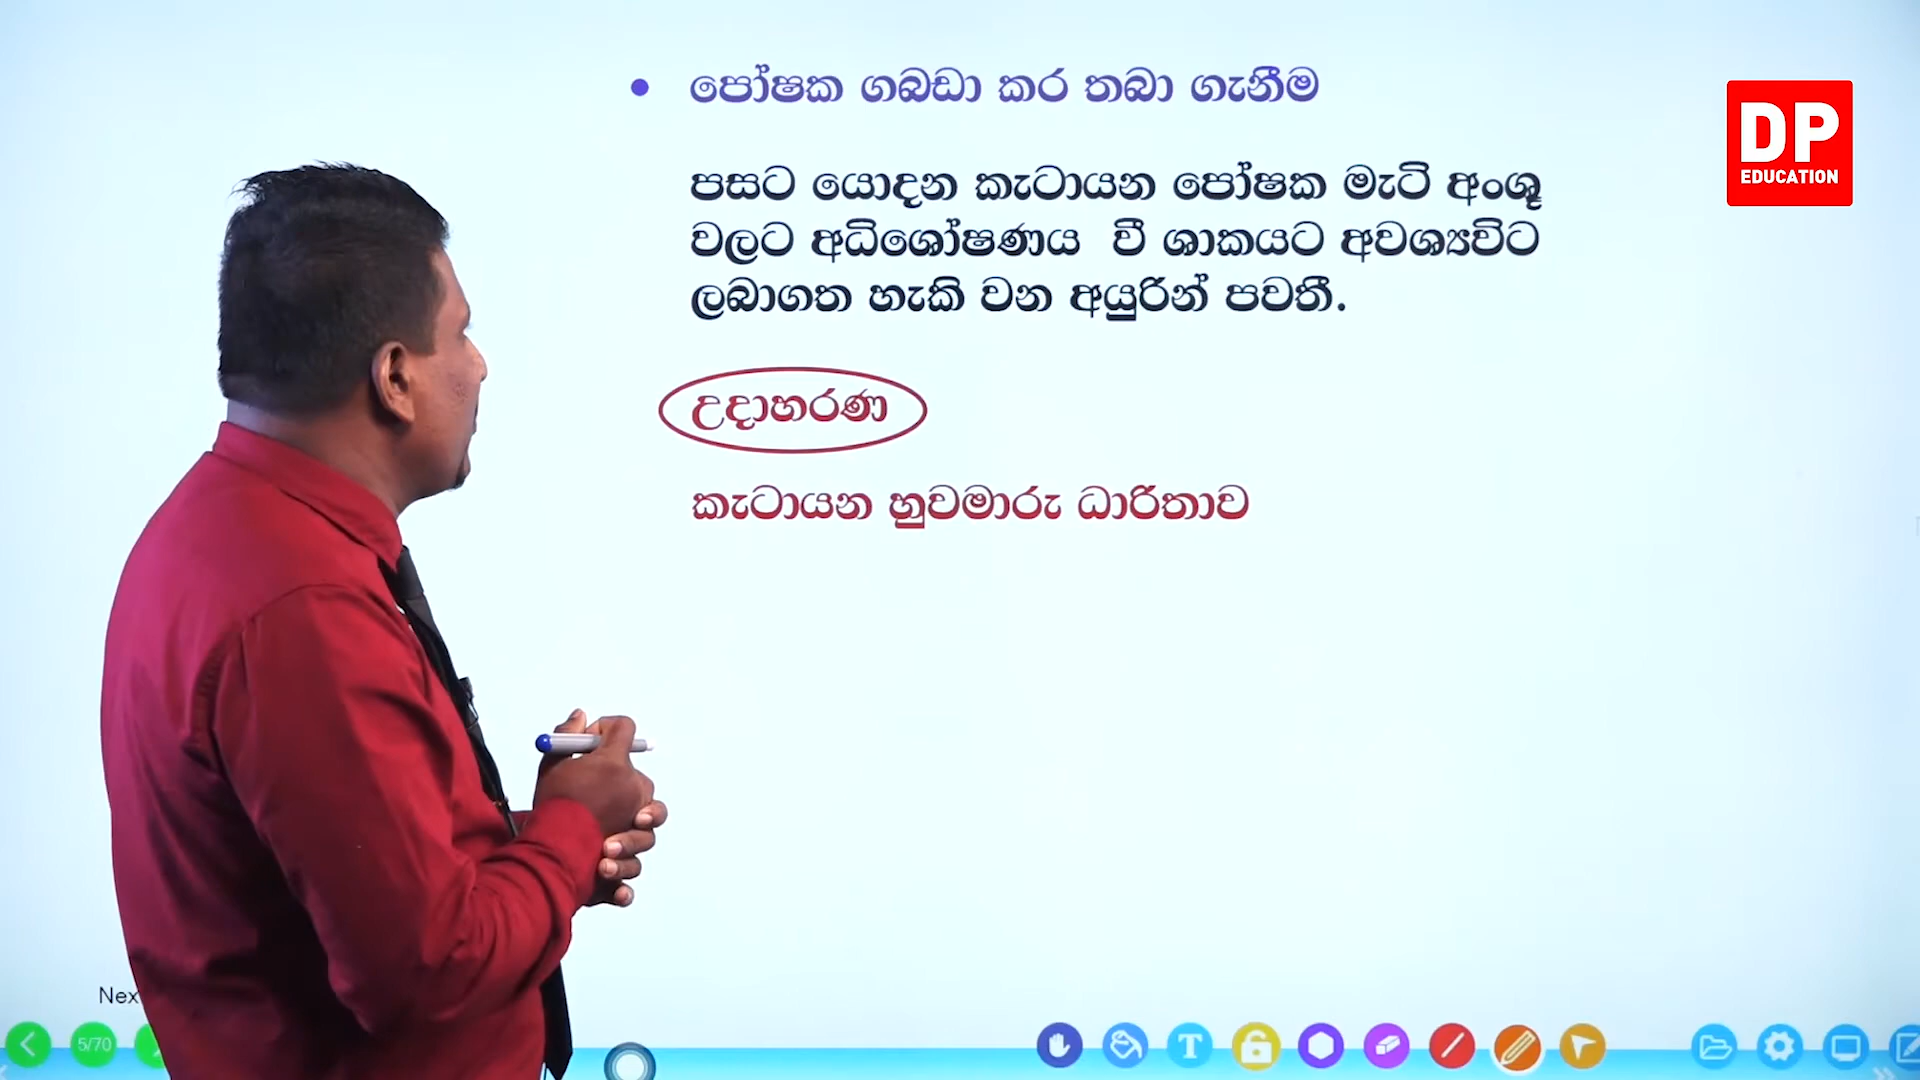 • පෝෂක ගබඩා කර තබා ගැනීම
DP
EDUCATION
පසට යොදන කැටායන පෝෂක මැටි අංශූ
වලට අධිශෝෂණය වී ශාකයට අවශ්‍යවිට
ලබාගත හැකි වන අයුරින් පවතී.
උදාහරණ
කැටායන හුවමාරු ධාරිතාව
Nex
5/70
T